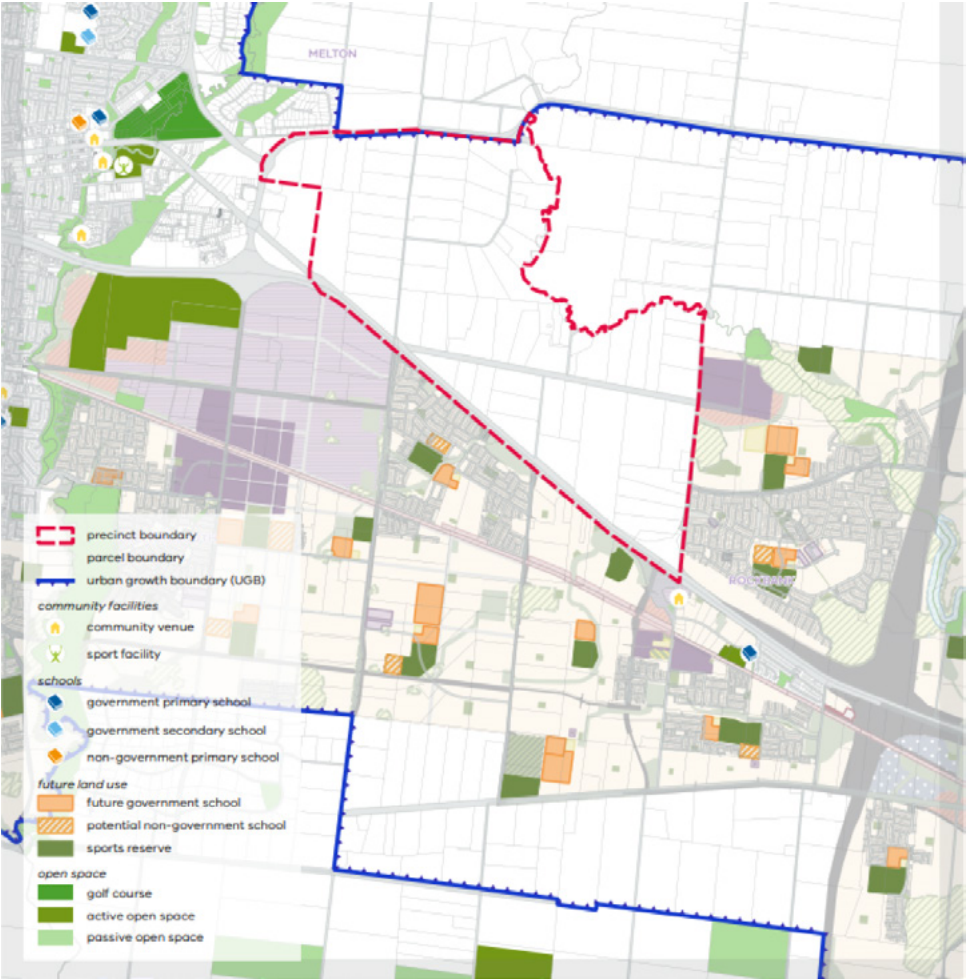 MELTON
precinct boundary
parcel boundary
urban growth boundary (UGB)
community facilities
community venue
sport facility
schools
government primary school
government secondary school
non-government primary school
future land use
future government school
potential non-government school
sports reserve
open space
golf course
active open space
passive open space